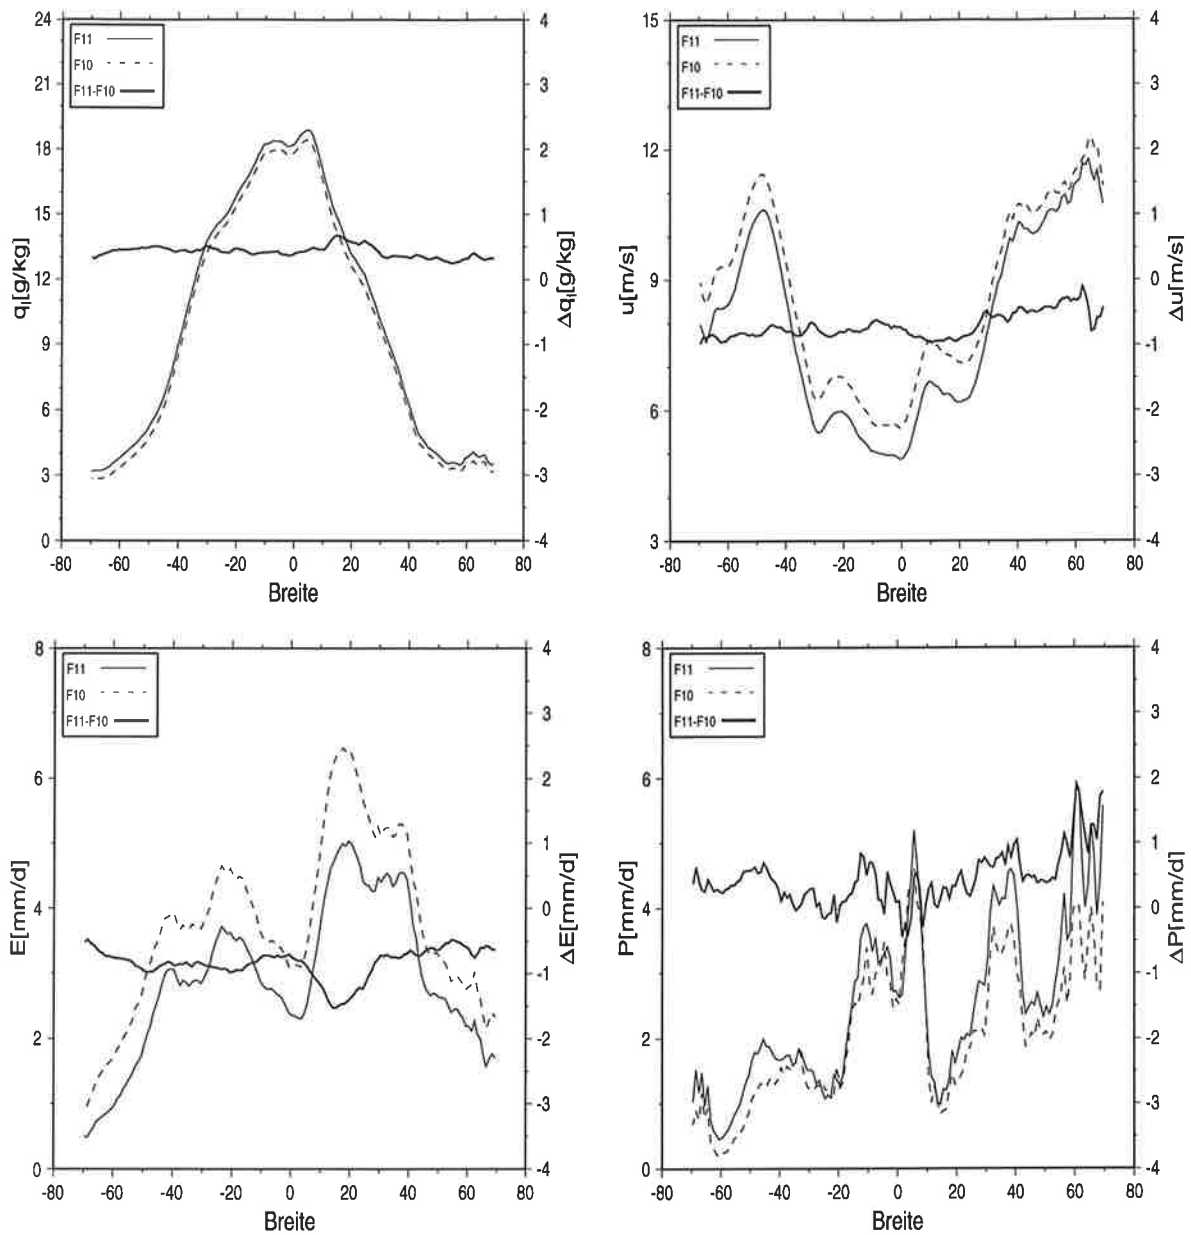 24
21
18
15
12
9
6
3
0
q_l[g/kg]
F11
F10
F11-F10
4
3
2
1
0
-1
-2
-3
-4
Δq_l[g/kg]
-80 -60 -40 -20 0 20 40 60 80
Breite
15
12
9
6
3
u[m/s]
F11
F10
F11-F10
4
3
2
1
0
-1
-2
-3
-4
Δu[m/s]
-80 -60 -40 -20 0 20 40 60 80
Breite
8
6
4
2
0
E[mm/d]
F11
F10
F11-F10
4
3
2
1
0
-1
-2
-3
-4
ΔE[mm/d]
-80 -60 -40 -20 0 20 40 60 80
Breite
8
6
4
2
0
P[mm/d]
F11
F10
F11-F10
4
3
2
1
0
-1
-2
-3
-4
ΔP[mm/d]
-80 -60 -40 -20 0 20 40 60 80
Breite